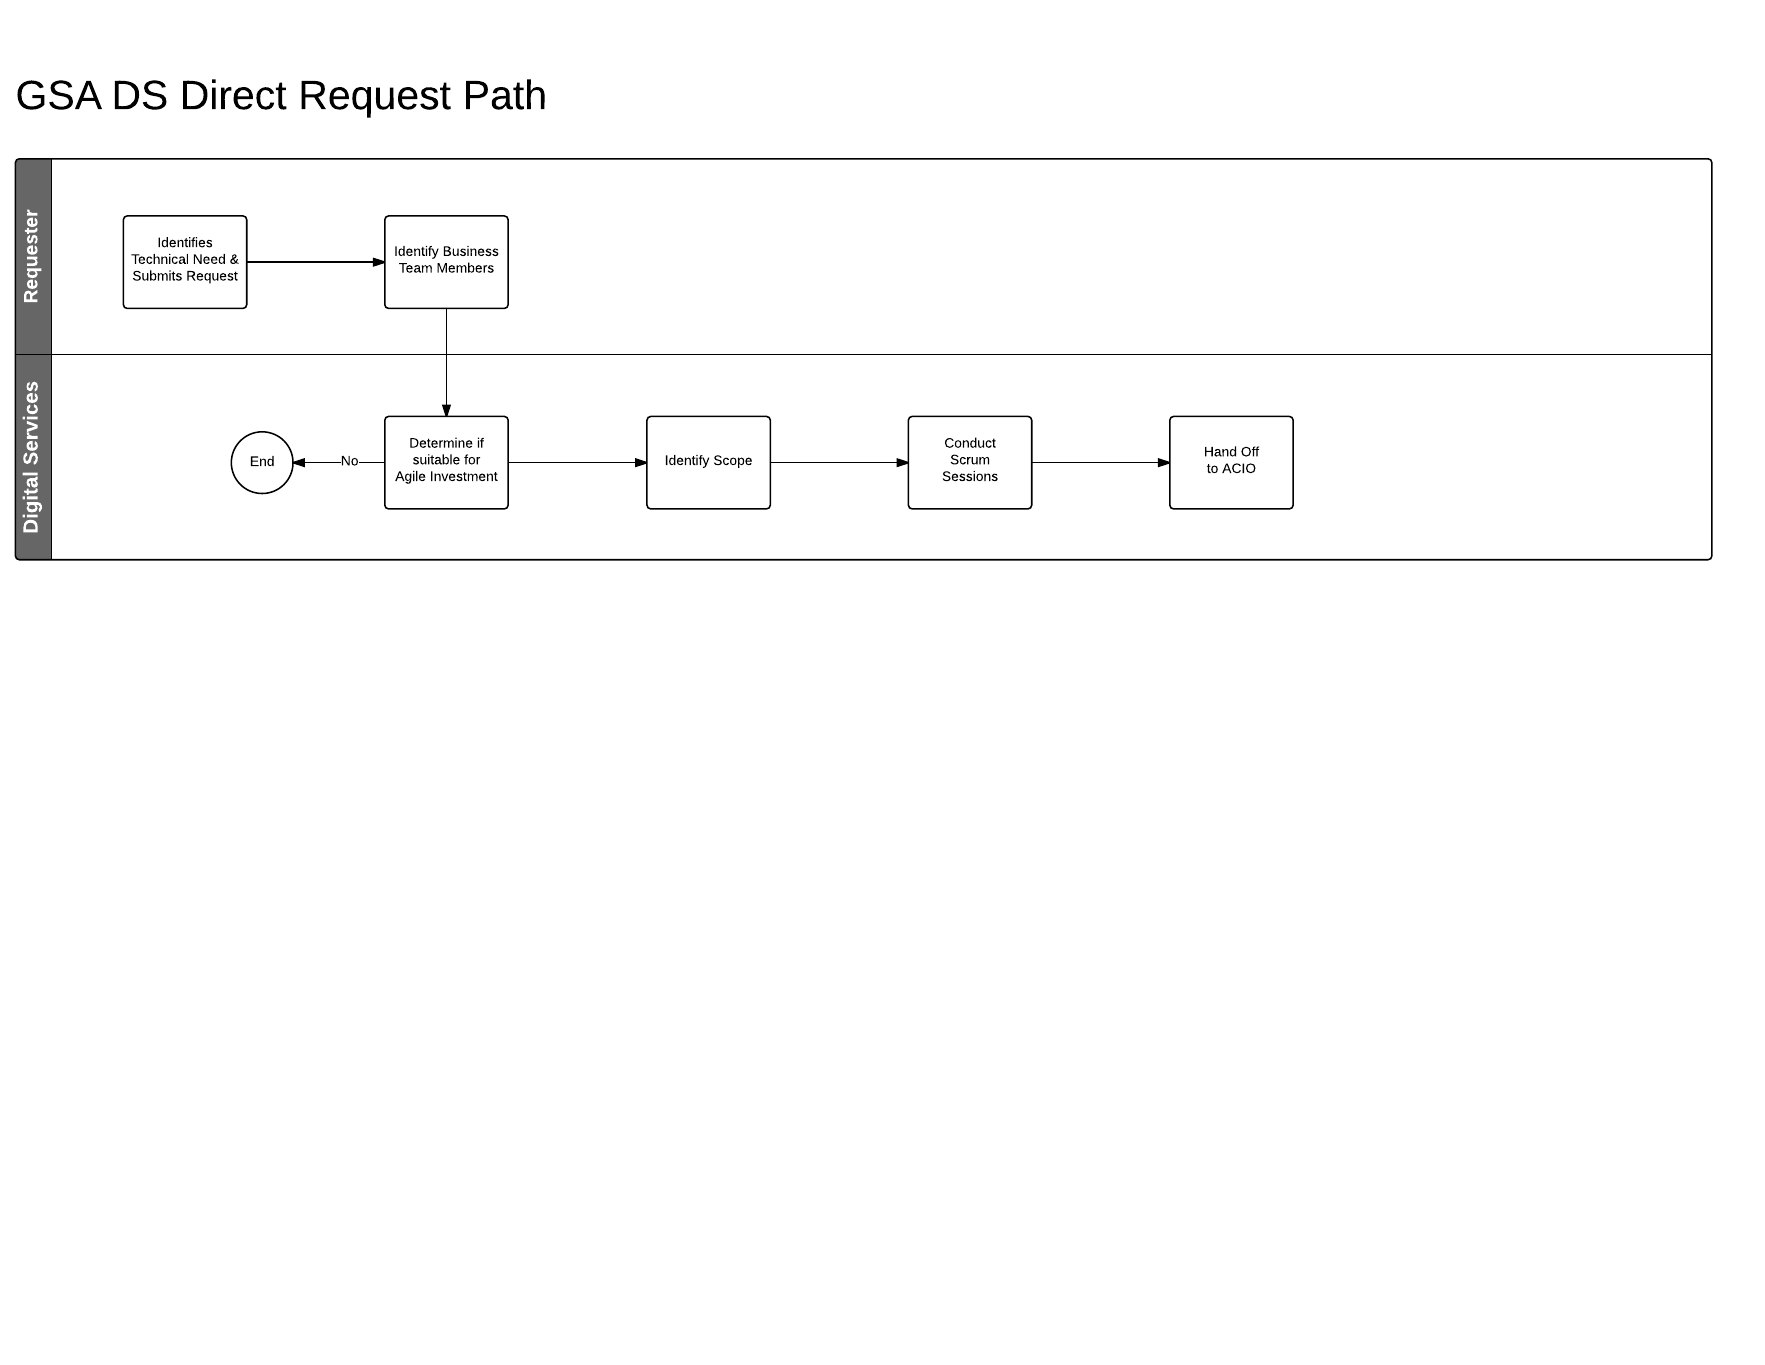 GSA DS Direct Request Path
Requester
Identifies
Technical Need &
Submits Request
Identify Business
Team Members
Digital Services
End
No
Determine if
suitable for
Agile Investment
Identify Scope
Conduct
Scrum
Sessions
Hand Off
to ACIO